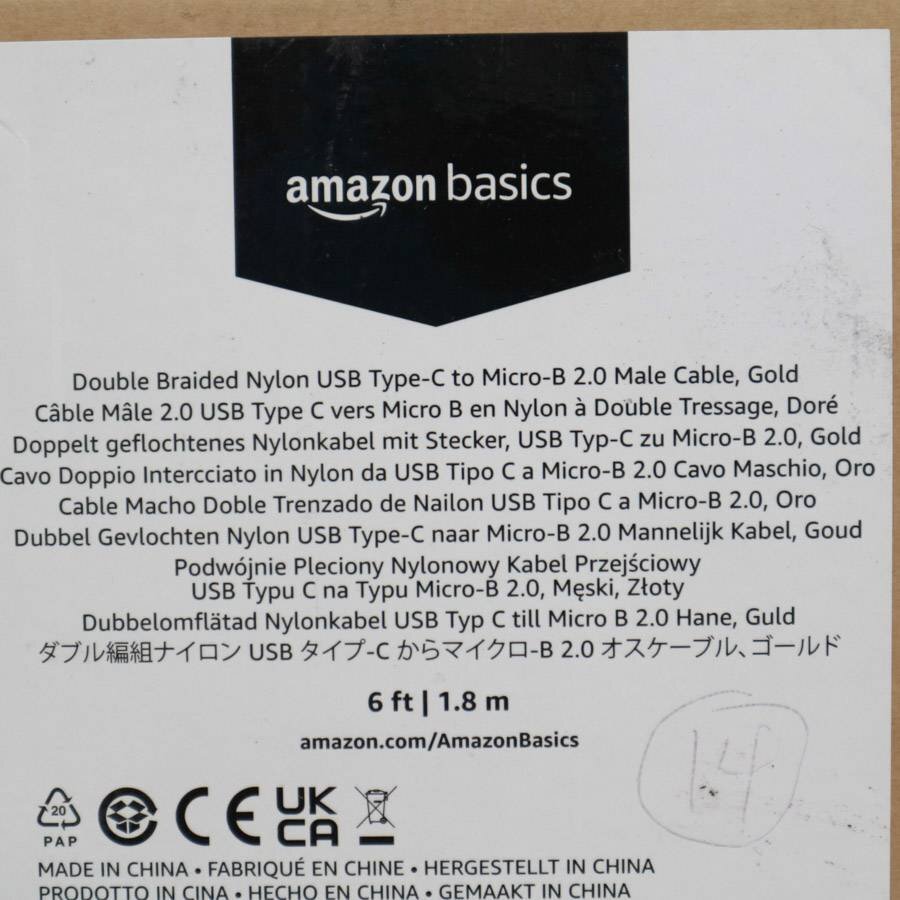 amazon basics
Double Braided Nylon USB Type-C to Micro-B 2.0 Male Cable, Gold
Câble Mâle 2.0 USB Type C vers Micro B en Nylon à Double Tressage, Doré
Doppelt geflochtenes Nylonkabel mit Stecker, USB Typ-C zu Micro-B 2.0, Gold
Cavo Doppio Intercciato in Nylon da USB Tipo C a Micro-B 2.0 Cavo Maschio, Oro
Cable Macho Doble Trenzado de Nailon USB Tipo C a Micro-B 2.0, Oro
Dubbel Gevlochten Nylon USB Type-C naar Micro-B 2.0 Mannelijk Kabel, Goud
Podwójnie Pleciony Nylonowy Kabel Przejściowy
USB Typu C na Typu Micro-B 2.0, Męski, Złoty
Dubbelomflätad Nylonkabel USB Typ C till Micro B 2.0 Hane, Guld
ダブル編組ナイロン USB タイプ-C からマイクロ-B 2.0 オスケーブル、ゴールド
6 ft | 1.8 m
amazon.com/AmazonBasics
20
PAP
CE
UK
CA
MADE IN CHINA • FABRIQUÉ EN CHINE • HERGESTELLT IN CHINA
PRODOTTO IN CINA • HECHO EN CHINA • GEMAAKT IN CHINA